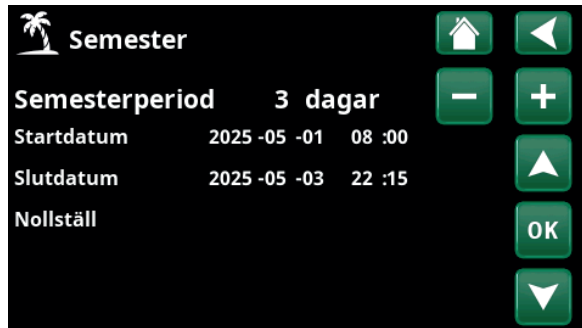 Semester
Semesterperiod 3 dagar
Startdatum 2025 -05 -01 08 :00
Slutdatum 2025 -05 -03 22 :15
Nollställ
OK